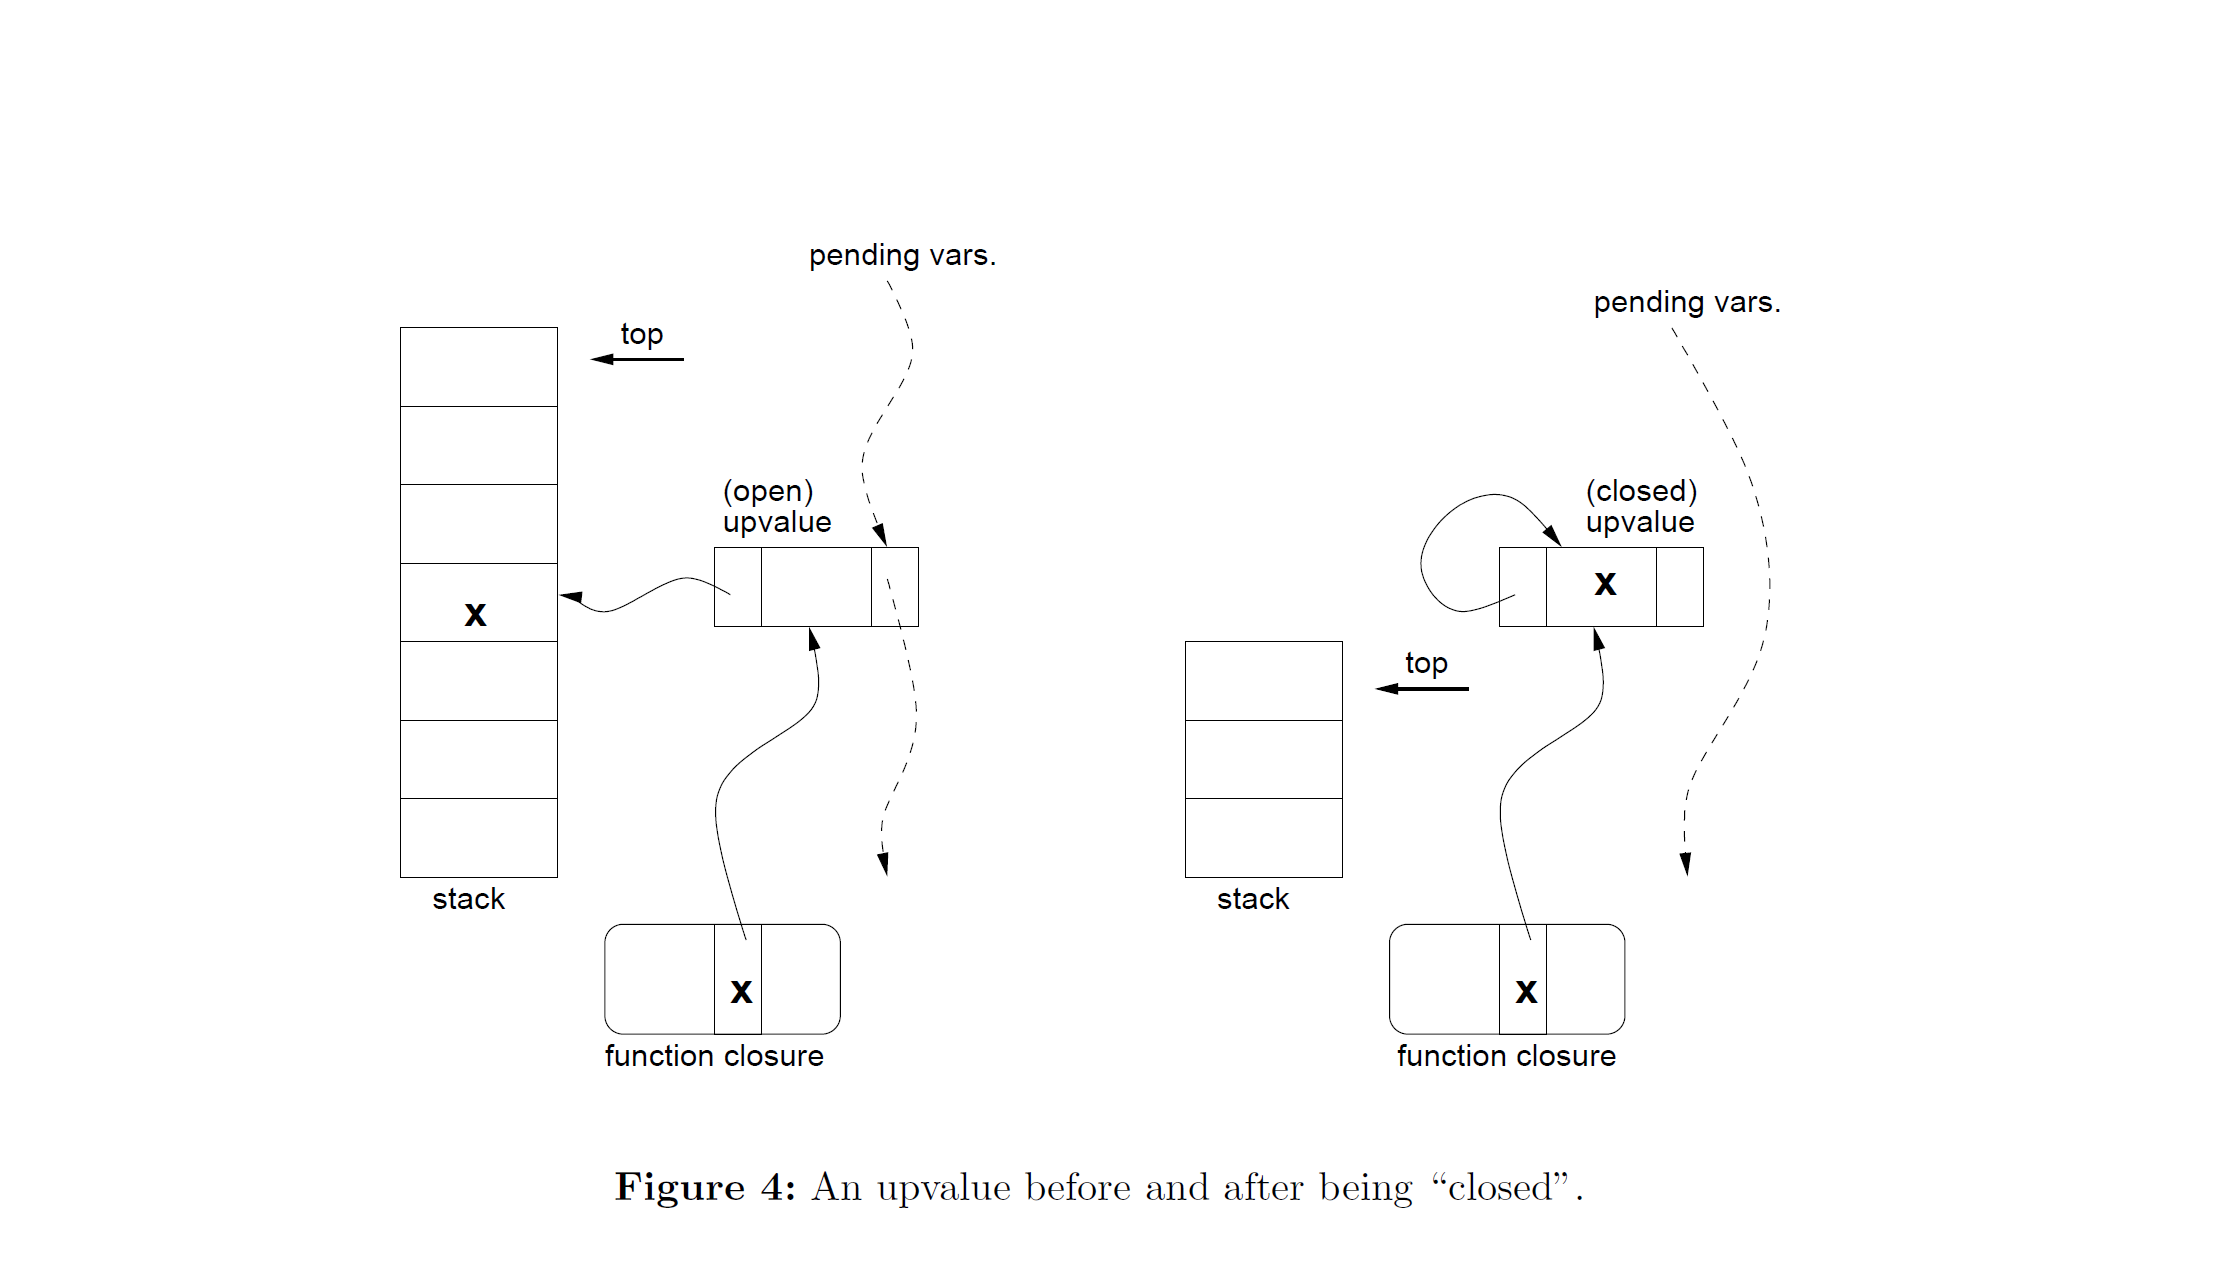 pending vars.
top
(open)
upvalue
x
stack
x
function closure
pending vars.
(closed)
upvalue
x
top
stack
x
function closure
Figure 4: An upvalue before and after being “closed”.